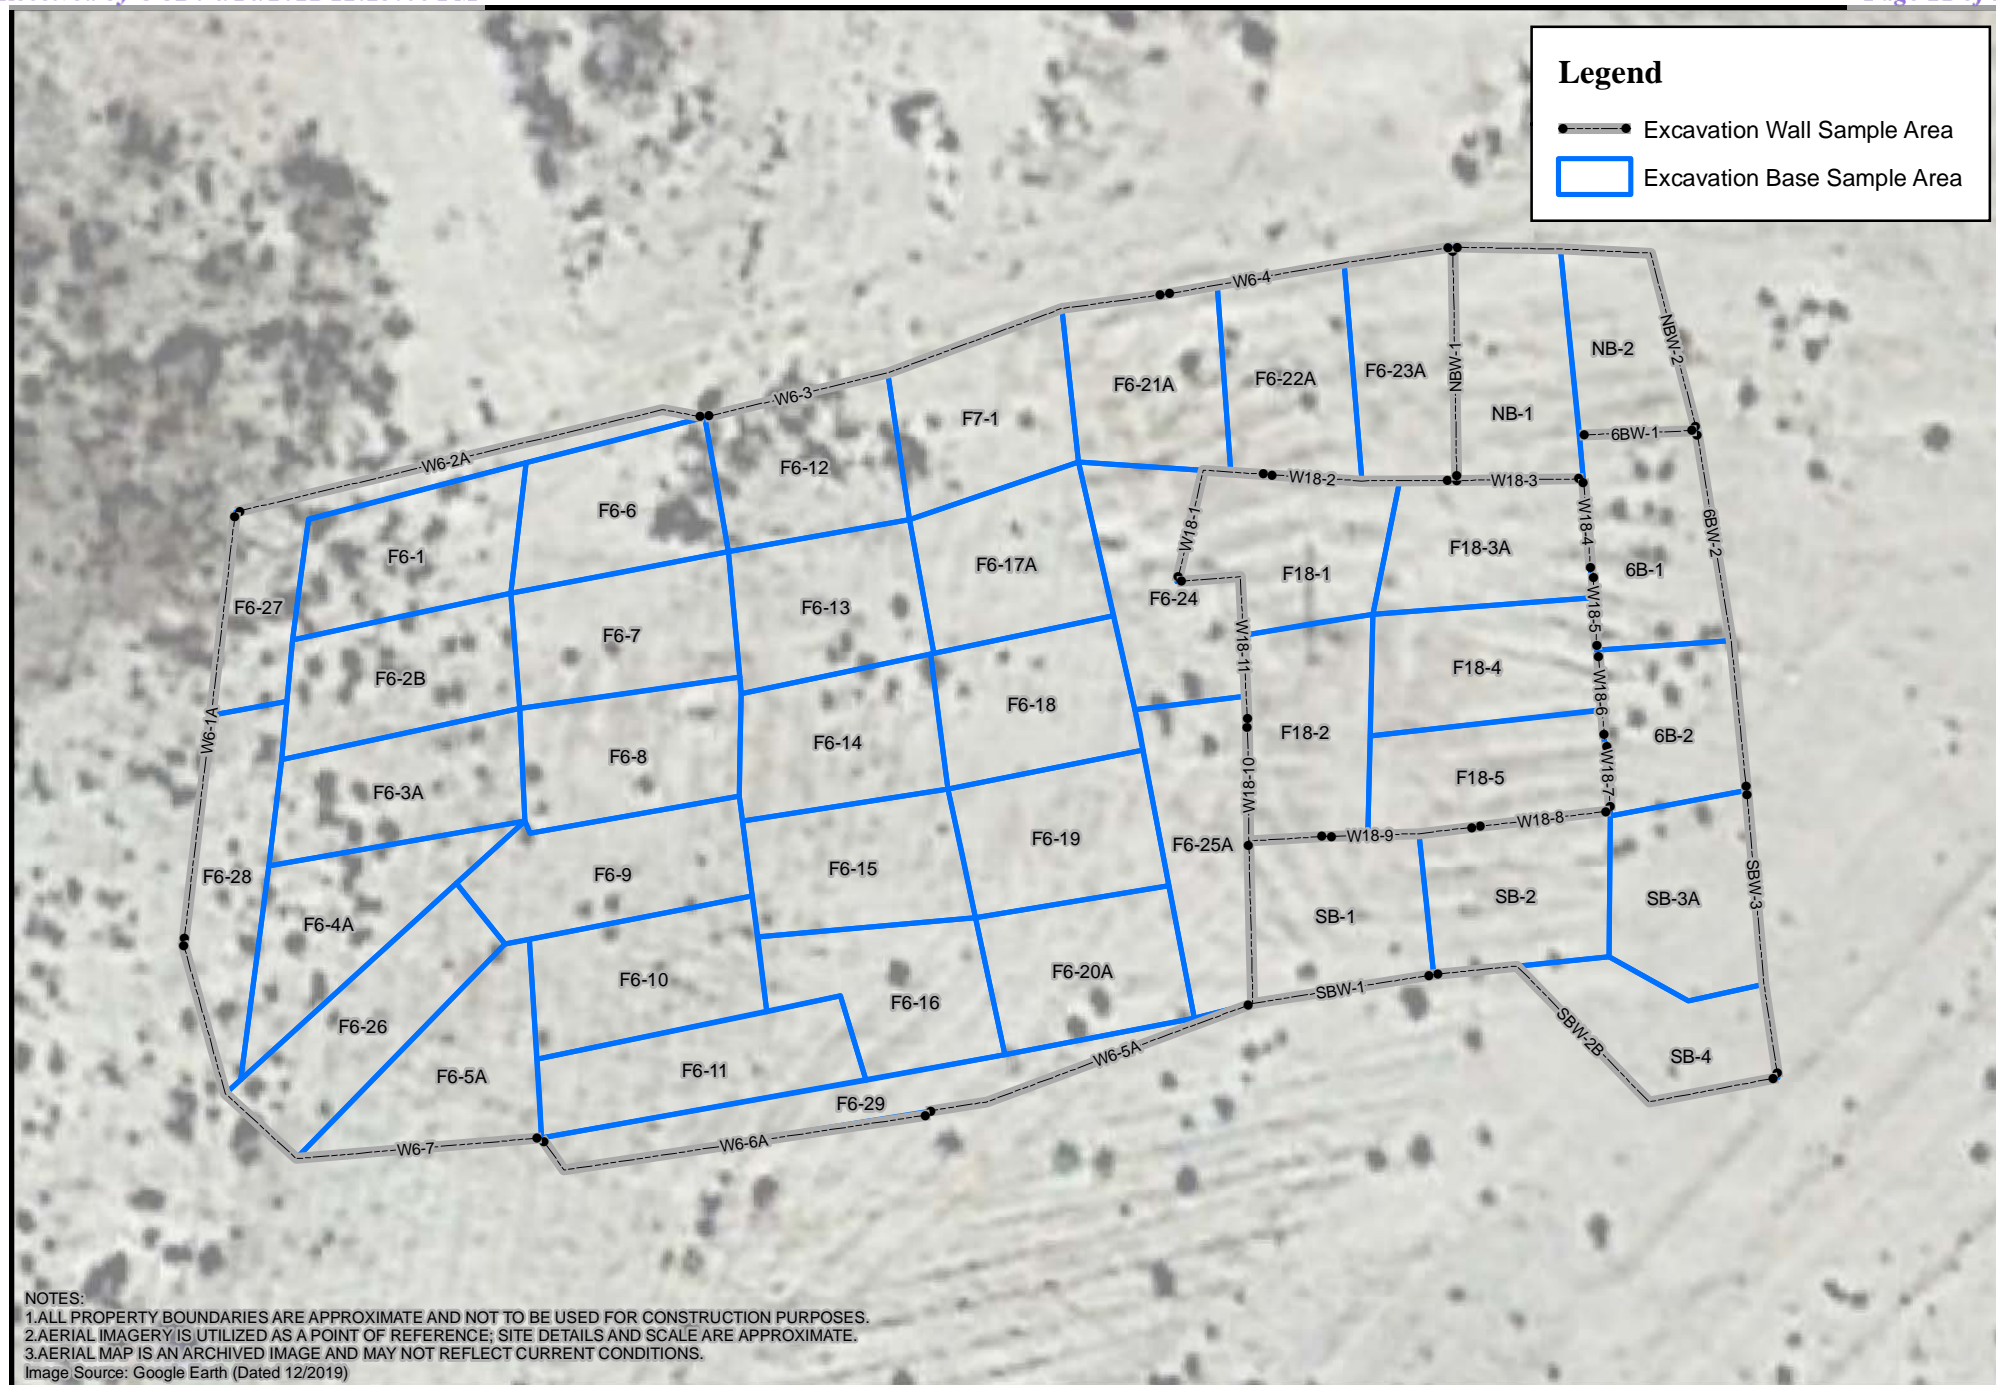 Legend
Excavation Wall Sample Area
Excavation Base Sample Area
W6-4
NBW-2
NB-2
F6-23A
NBW-1
F6-22A
F6-21A
W6-3
NB-1
F7-1
6BW-1
W6-2A
F6-12
W18-2
W18-3
F6-6
W18-1
W18-4
6BW-2
F6-1
F6-17A
F18-3A
F18-1
6B-1
F6-24
F6-27
F6-13
W18-5
F6-7
W18-11
F18-4
F6-2B
W18-6
F6-18
W6-1A
F18-2
6B-2
F6-14
F6-8
W18-10
F18-5
W18-7
F6-3A
W18-8
W18-9
F6-19
F6-25A
F6-15
F6-9
F6-28
SBW-3
SB-2
SB-3A
SB-1
F6-4A
F6-20A
F6-10
SBW-1
F6-16
F6-26
SBW-2B
W6-5A
SB-4
F6-11
F6-5A
F6-29
W6-6A
W6-7
NOTES:
1.ALL PROPERTY BOUNDARIES ARE APPROXIMATE AND NOT TO BE USED FOR CONSTRUCTION PURPOSES.
2.AERIAL IMAGERY IS UTILIZED AS A POINT OF REFERENCE; SITE DETAILS AND SCALE ARE APPROXIMATE.
3.AERIAL MAP IS AN ARCHIVED IMAGE AND MAY NOT REFLECT CURRENT CONDITIONS.
Image Source: Google Earth (Dated 12/2019)